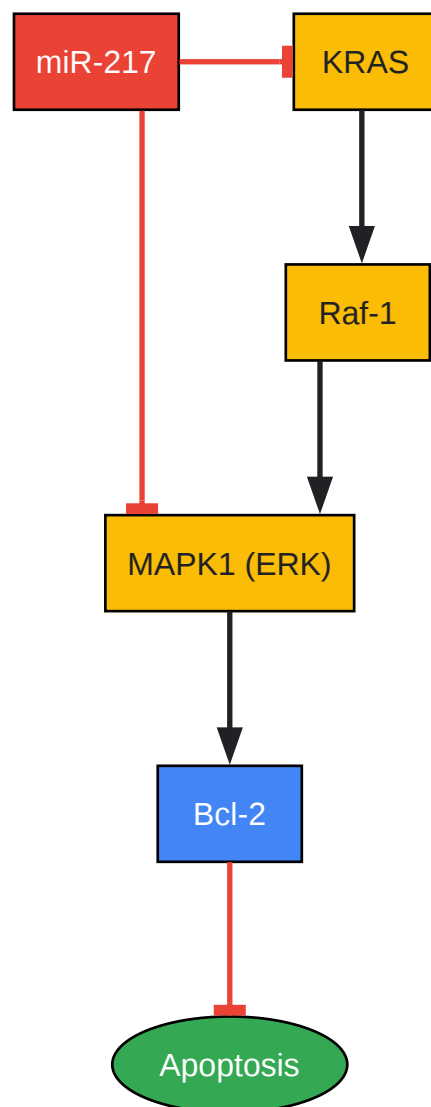 miR-217
KRAS
Raf-1
MAPK1 (ERK)
Bcl-2
Apoptosis